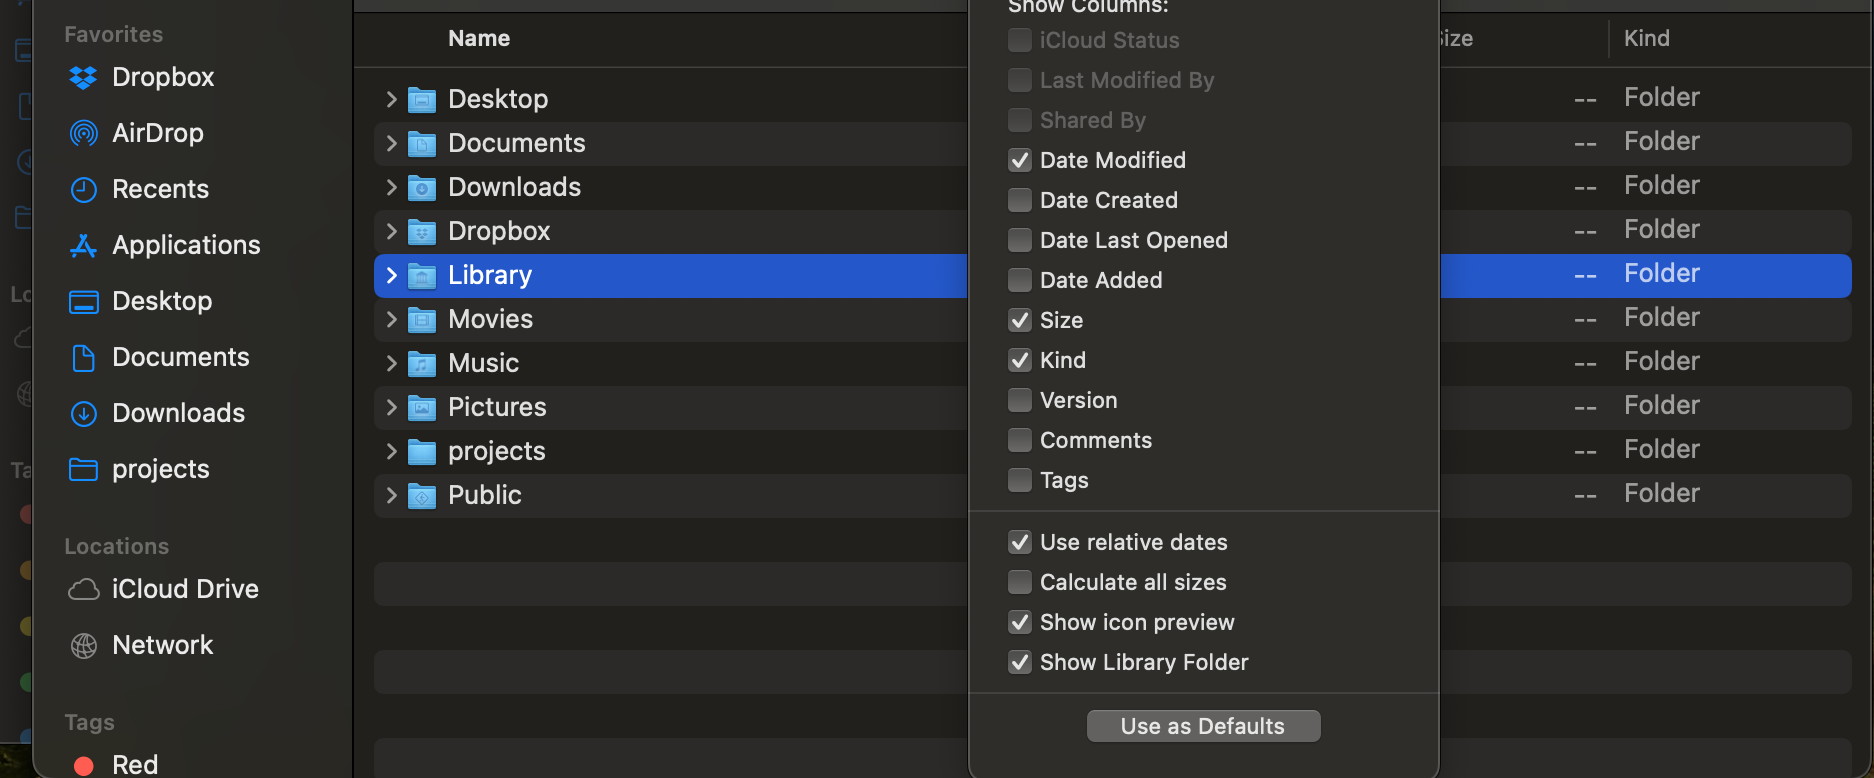 Favorites
Dropbox
AirDrop
Recents
Applications
Desktop
Documents
Downloads
projects
Locations
iCloud Drive
Network
Tags
Red
Name
Size
Kind
Desktop
-- Folder
Documents
-- Folder
Downloads
-- Folder
Dropbox
-- Folder
Library
-- Folder
Movies
-- Folder
Music
-- Folder
Pictures
-- Folder
projects
-- Folder
Public
-- Folder
Show Columns:
iCloud Status
Last Modified By
Shared By
Date Modified
Date Created
Date Last Opened
Date Added
Size
Kind
Version
Comments
Tags
Use relative dates
Calculate all sizes
Show icon preview
Show Library Folder
Use as Defaults